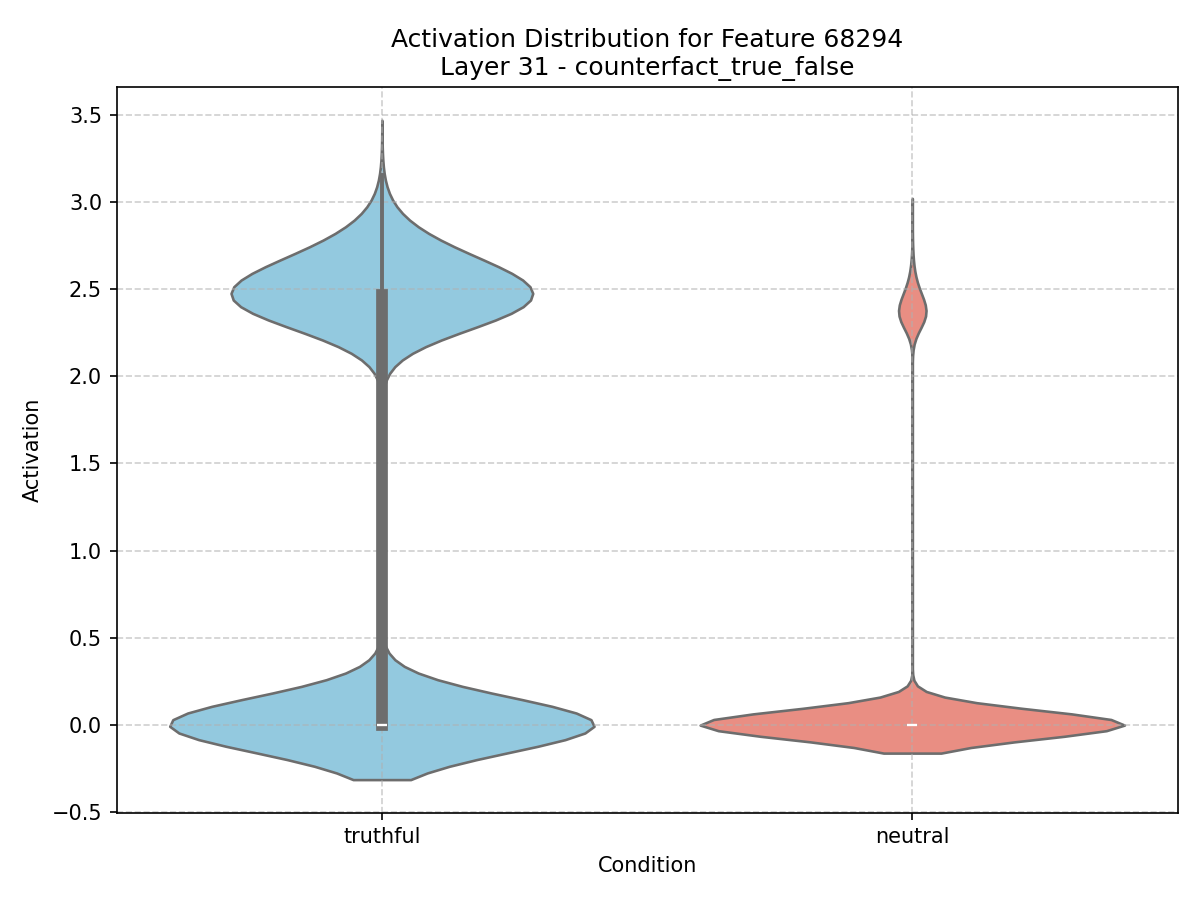 Activation Distribution for Feature 68294
Layer 31 - counterfact_true_false
3.5
3.0
2.5
2.0
1.5
1.0
0.5
0.0
−0.5
Activation
truthful
neutral
Condition